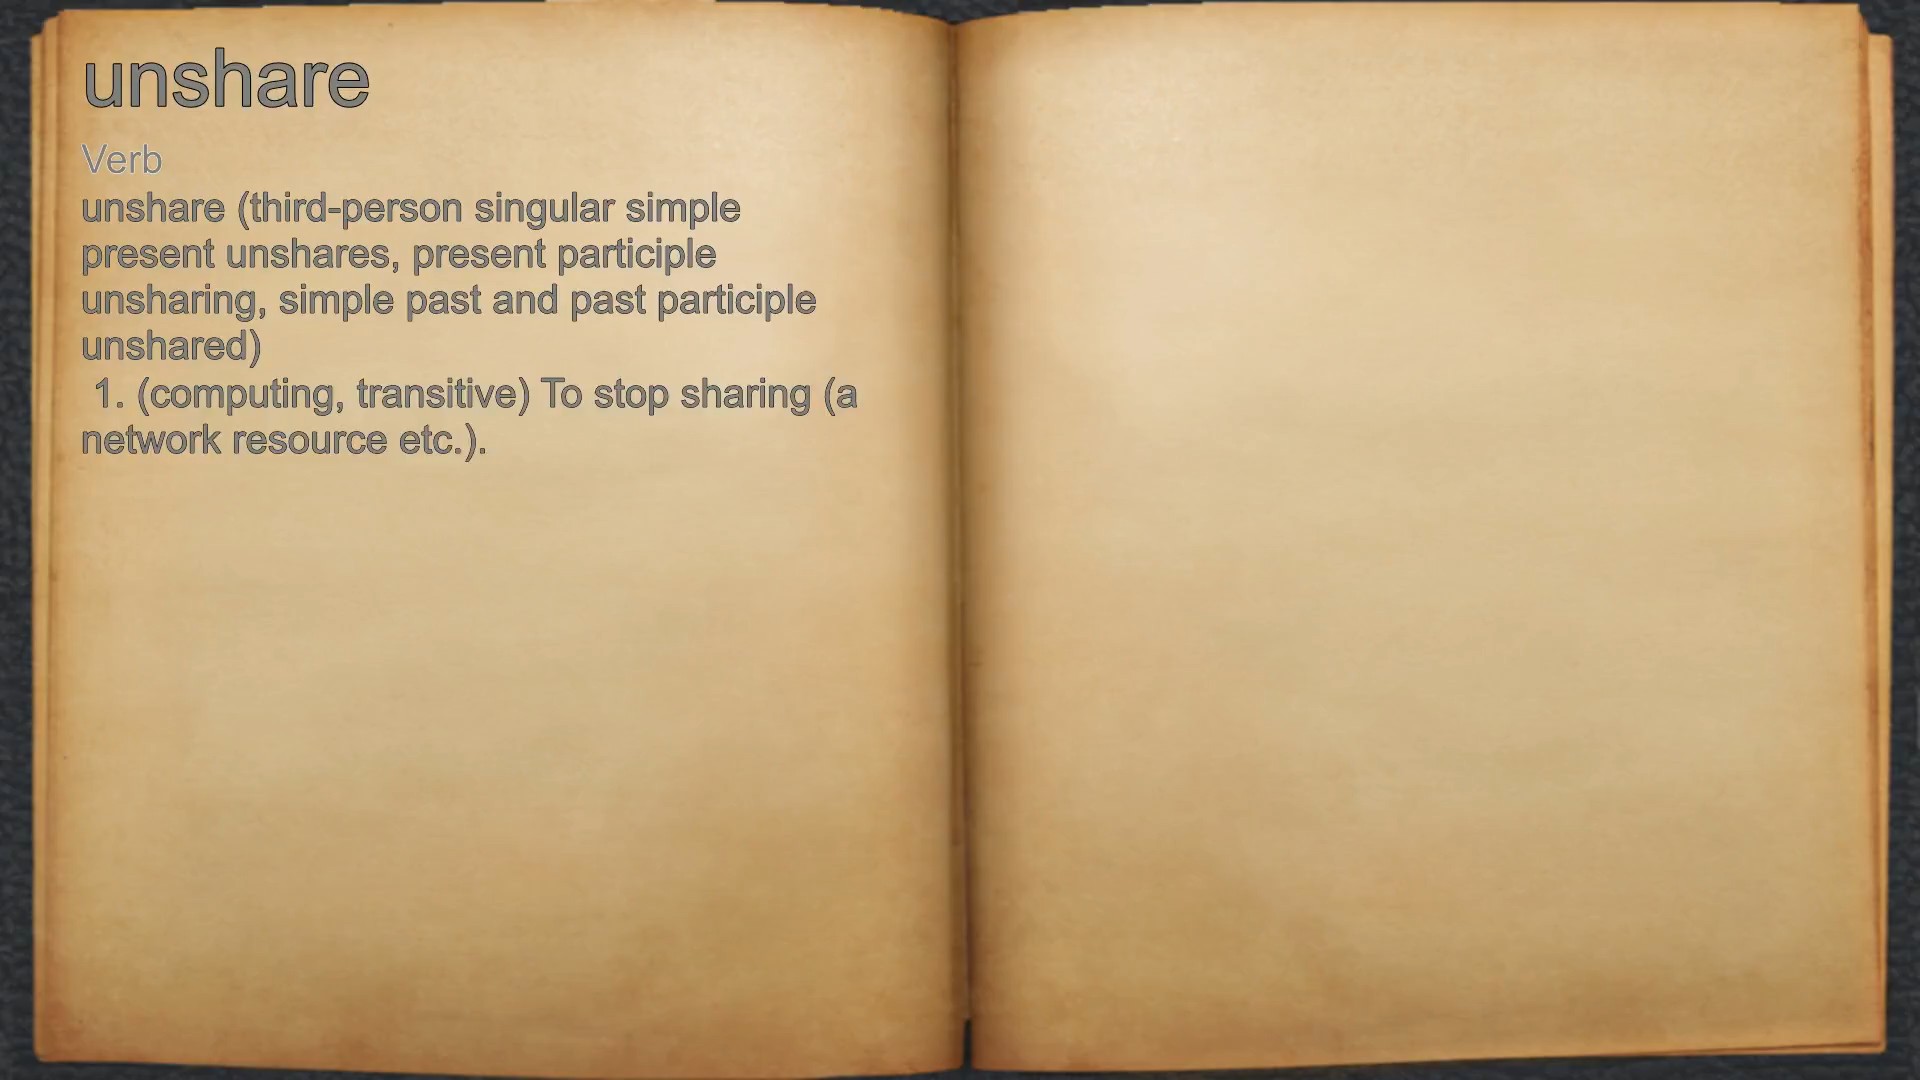 unshare
Verb
unshare (third-person singular simple
present unshares, present participle
unsharing, simple past and past participle
unshared)
1. (computing, transitive) To stop sharing (a
network resource etc.).